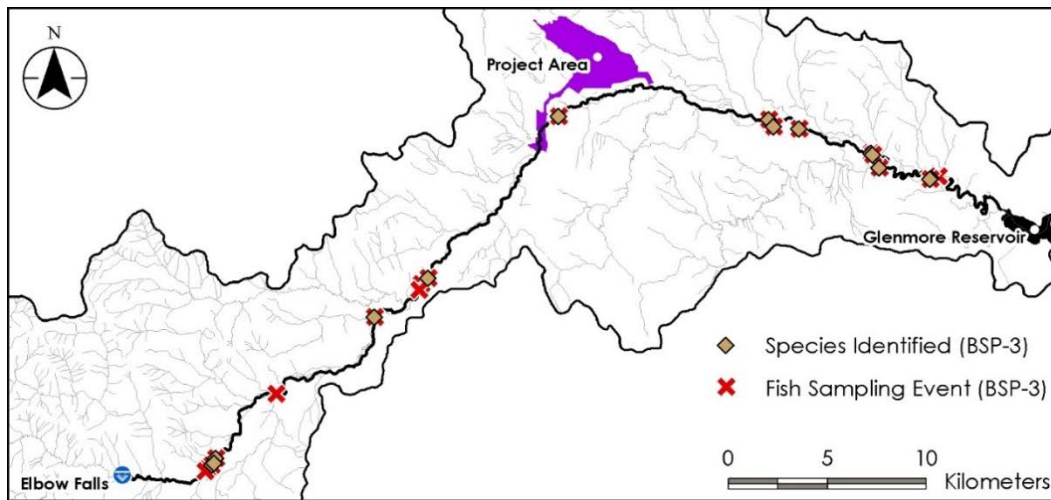 N
Project Area
Glenmore Reservoir
Species Identified (BSP-3)
Fish Sampling Event (BSP-3)
Elbow Falls
0 5 10
Kilometers